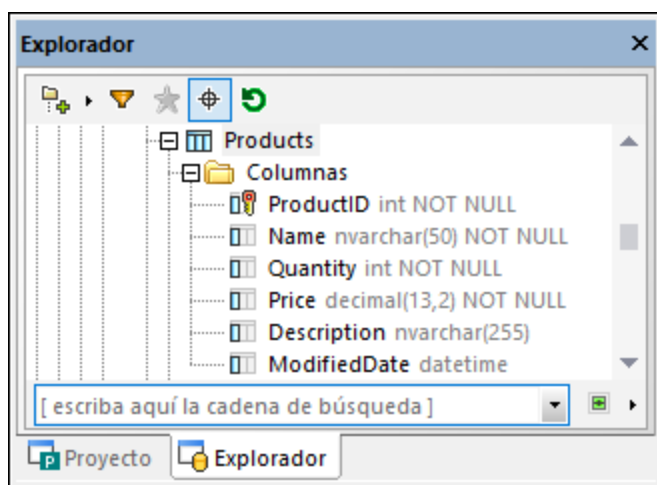 Explorador
Products
Columnas
ProductID int NOT NULL
Name nvarchar(50) NOT NULL
Quantity int NOT NULL
Price decimal(13,2) NOT NULL
Description nvarchar(255)
ModifiedDate datetime
[ escriba aquí la cadena de búsqueda ]
Proyecto Explorador